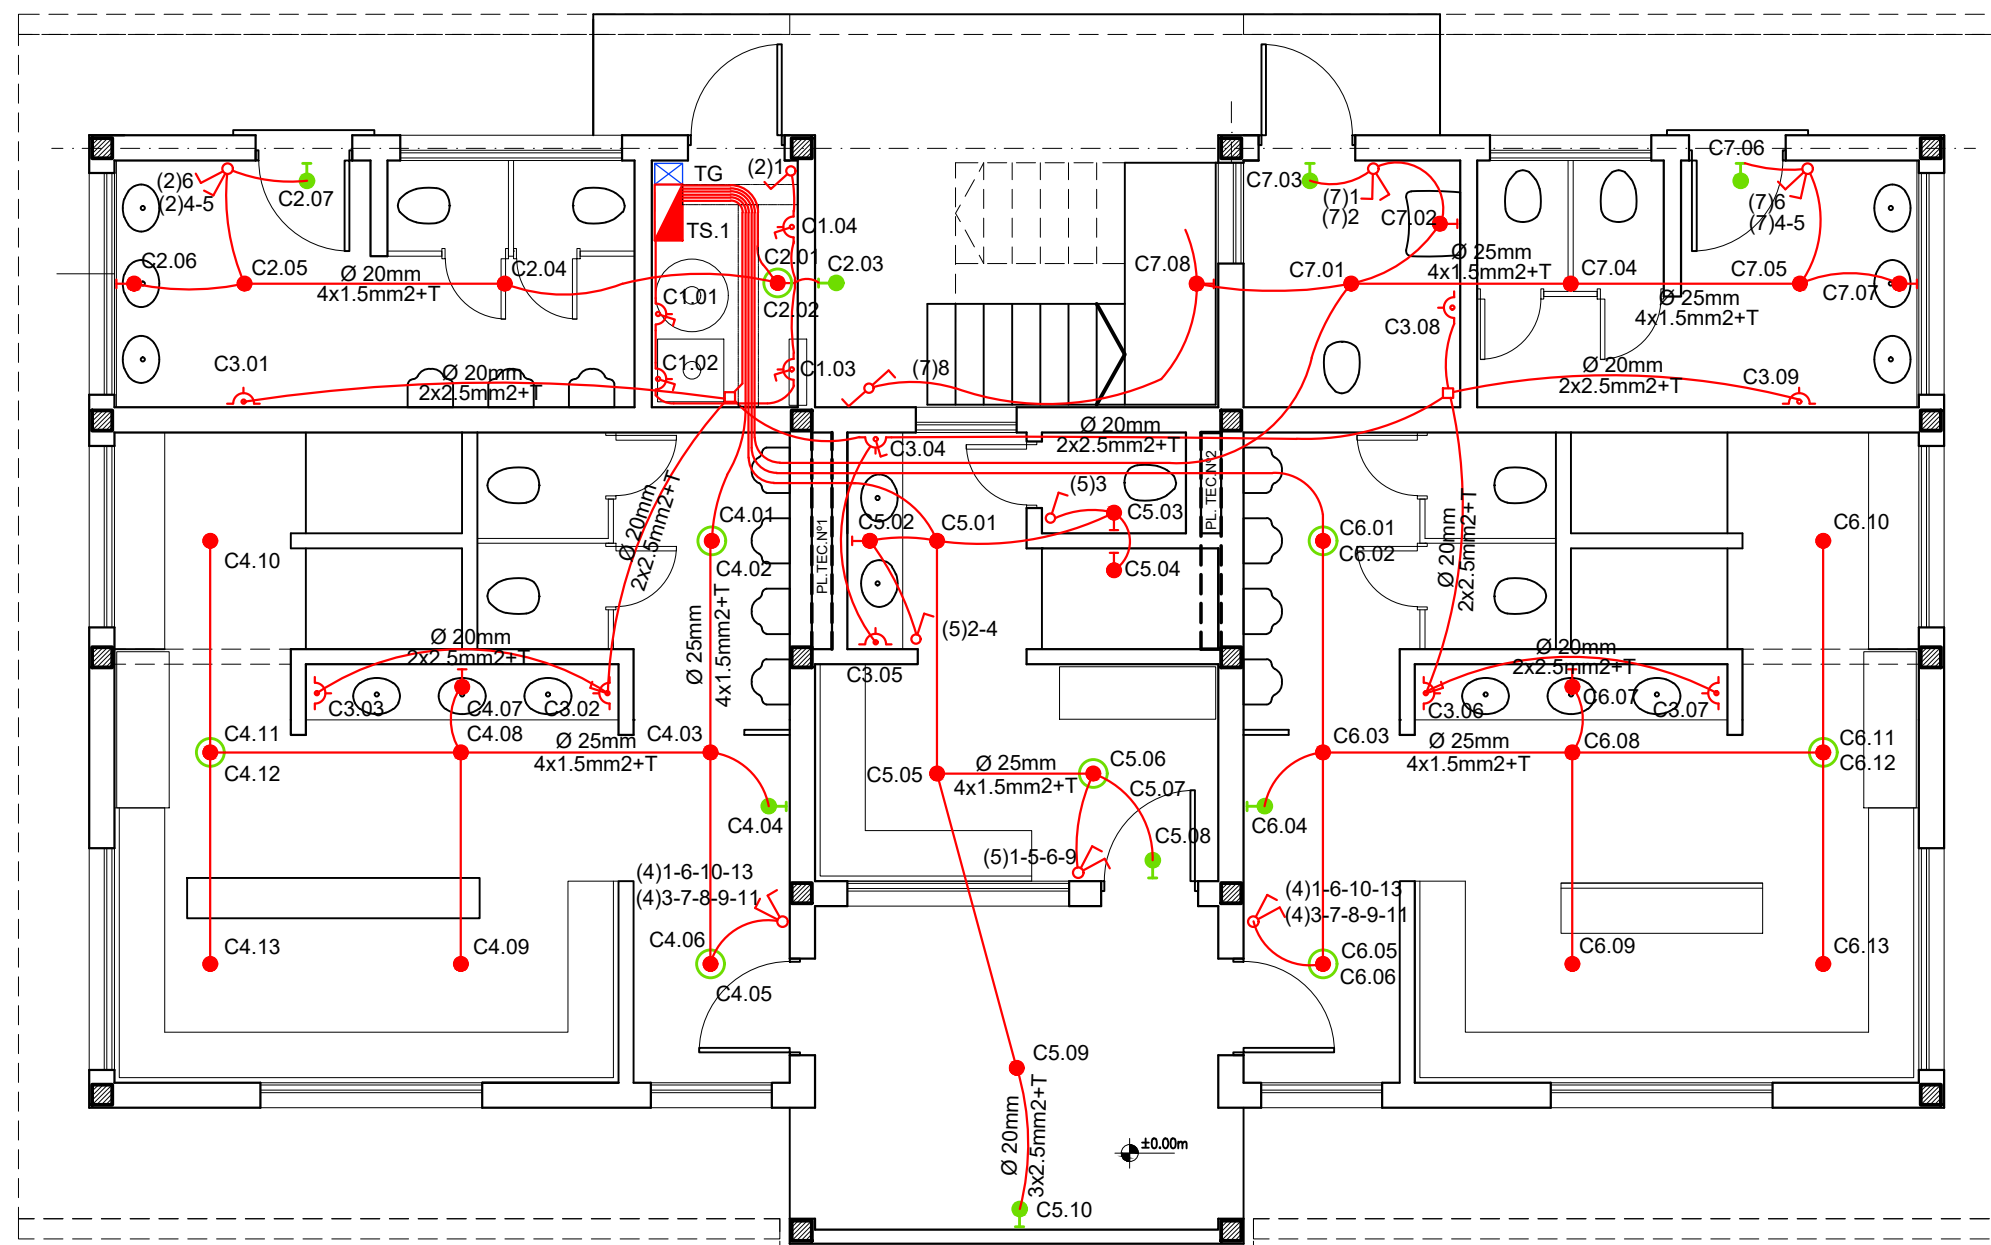 C7.06
TG
(2)1
(2)6
(2)4-5
C2.07
C7.03
(7)1
(7)2
C7.02
(7)6
(7)4-5
TS.1
C1.04
C2.06
C2.05
Ø 20mm
4x1.5mm2+T
C2.04
C2.01
C2.03
C2.02
C7.08
C7.01
Ø 25mm
4x1.5mm2+T
C7.04
C7.05
C7.07
Ø 25mm
4x1.5mm2+T
C1.01
C3.08
C3.01
Ø 20mm
2x2.5mm2+T
C1.02
C1.03
(7)8
Ø 20mm
2x2.5mm2+T
C3.09
C3.04
Ø 20mm
2x2.5mm2+T
PL. TEC.Nº2
Ø 20mm
2x2.5mm2+T
(5)3
C4.01
C5.02
C5.01
C5.03
C6.01
C6.02
C6.10
C4.10
C4.02
PL.TEC.Nº1
C5.04
Ø 20mm
2x2.5mm2+T
Ø 25mm
4x1.5mm2+T
(5)2-4
Ø 20mm
2x2.5mm2+T
C3.05
Ø 20mm
2x2.5mm2+T
C3.03
C4.07
C3.02
C3.06
C6.07
C3.07
C4.11
C4.12
C4.08
Ø 25mm
4x1.5mm2+T
C4.03
C6.03
Ø 25mm
4x1.5mm2+T
C6.08
C6.11
C6.12
C5.05
Ø 25mm
4x1.5mm2+T
C5.06
C5.07
C4.04
C5.08
C6.04
(5)1-5-6-9
(4)1-6-10-13
(4)3-7-8-9-11
(4)1-6-10-13
(4)3-7-8-9-11
C4.13
C4.09
C4.06
C4.05
C6.05
C6.06
C6.09
C6.13
C5.09
Ø 20mm
3x2.5mm2+T
±0.00m
C5.10